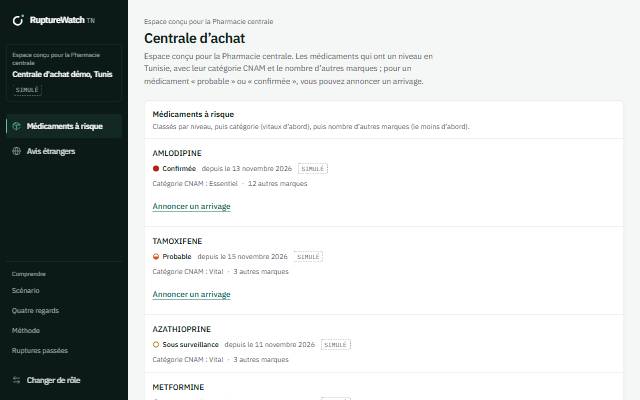 RuptureWatch TN
Espace conçu pour la Pharmacie
centrale
Centrale d'achat démo, Tunis
SIMULÉ
Médicaments à risque
Avis étrangers
Comprendre
Scénario
Quatre regards
Méthode
Ruptures passées
Changer de rôle
Espace conçu pour la Pharmacie centrale
Centrale d'achat
Espace conçu pour la Pharmacie centrale. Les médicaments qui ont un niveau en
Tunisie, avec leur catégorie CNAM et le nombre d'autres marques ; pour un
médicament « probable » ou « confirmée », vous pouvez annoncer un arrivage.
Médicaments à risque
Classés par niveau, puis catégorie (vitaux d'abord), puis nombre d'autres marques (le moins d'abord).
AMLODIPINE
Confirmée depuis le 13 novembre 2026 SIMULÉ
Catégorie CNAM : Essentiel · 12 autres marques
Annoncer un arrivage
TAMOXIFENE
Probable depuis le 15 novembre 2026 SIMULÉ
Catégorie CNAM : Vital · 3 autres marques
Annoncer un arrivage
AZATHIOPRINE
Sous surveillance depuis le 11 novembre 2026 SIMULÉ
Catégorie CNAM : Vital · 3 autres marques
METFORMINE